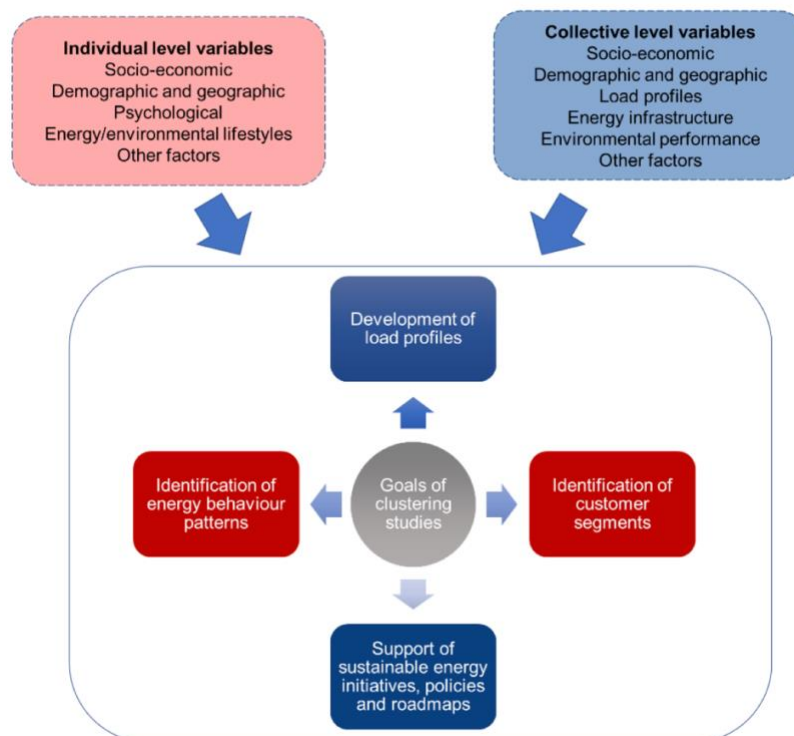 Individual level variables
Socio-economic
Demographic and geographic
Psychological
Energy/environmental lifestyles
Other factors
Collective level variables
Socio-economic
Demographic and geographic
Load profiles
Energy infrastructure
Environmental performance
Other factors
Development of
load profiles
Identification of
energy behaviour
patterns
Goals of
clustering
studies
Identification of
customer
segments
Support of
sustainable energy
initiatives, policies
and roadmaps